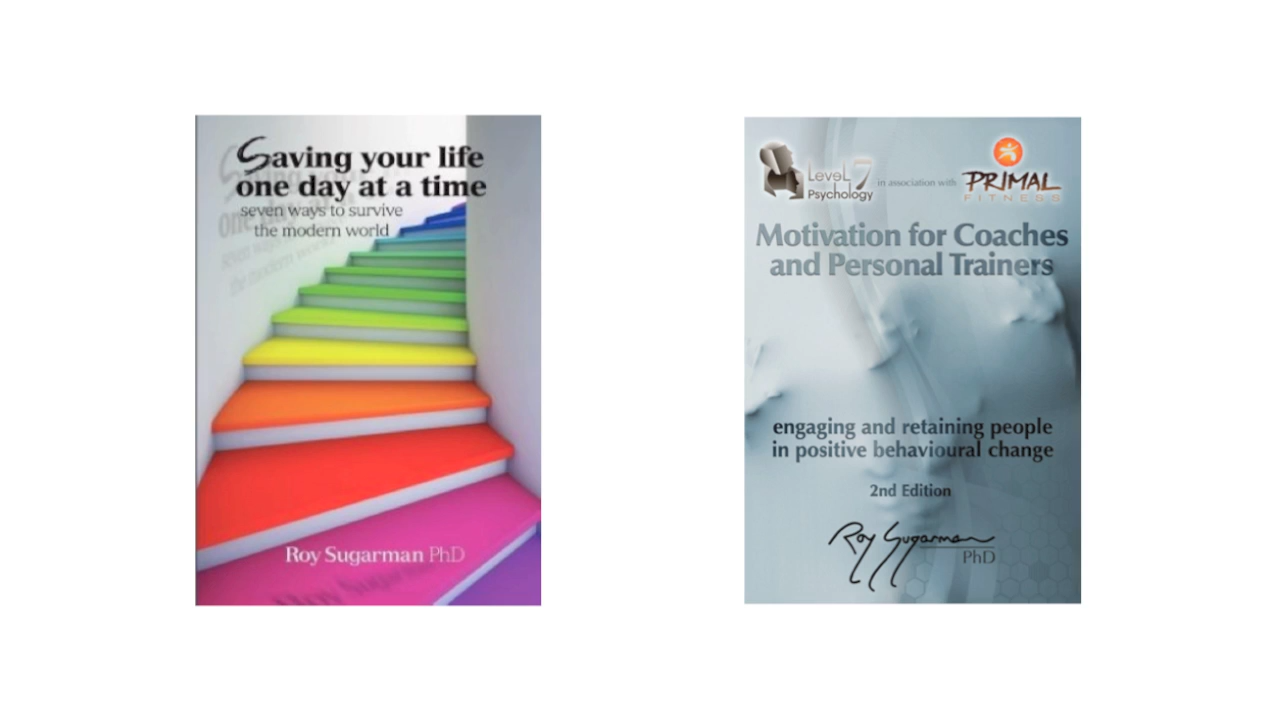 Saving your life
one day at a time
seven ways to survive
the modern world
Roy Sugarman PhD
Roy Sugarman
LeveL 7
Psychology
in association with
PRIMAL
FITNESS
Motivation for Coaches
and Personal Trainers
engaging and retaining people
in positive behavioural change
2nd Edition
Roy Sugarman
PhD